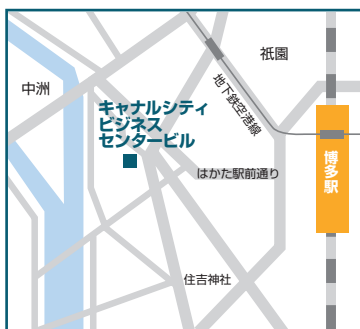 祇園
中洲
地下鉄空港線
キャナルシティ
ビジネス
センタービル
博多駅
はかた駅前通り
住吉神社